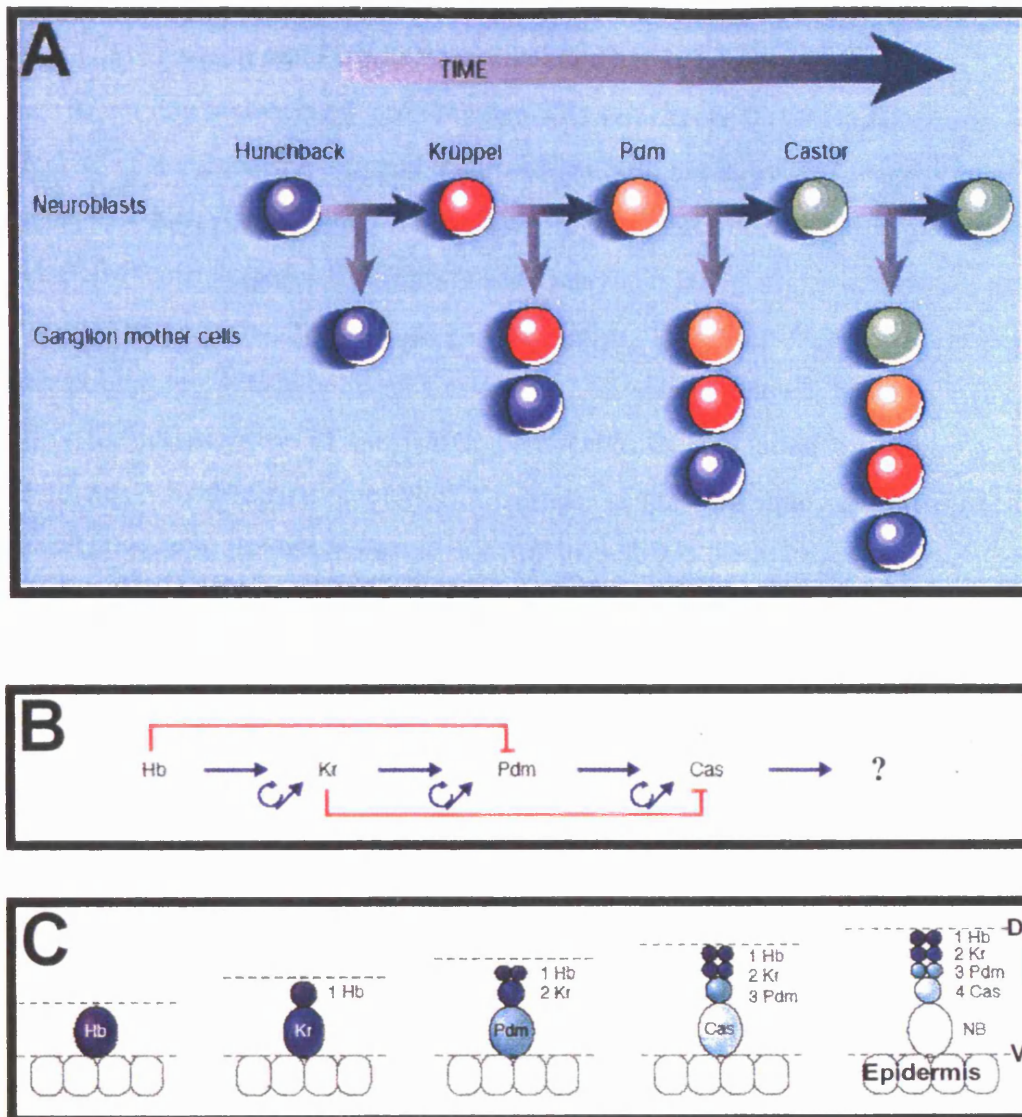 A
TIME
Hunchback Krüppel Pdm Castor
Neuroblasts
Ganglion mother cells
B
Hb Kr Pdm Cas ?
C
D
1 Hb
1 Hb 2 Kr
1 Hb 2 Kr 3 Pdm
1 Hb 2 Kr 3 Pdm 4 Cas
Hb Kr Pdm Cas NB
V
Epidermis